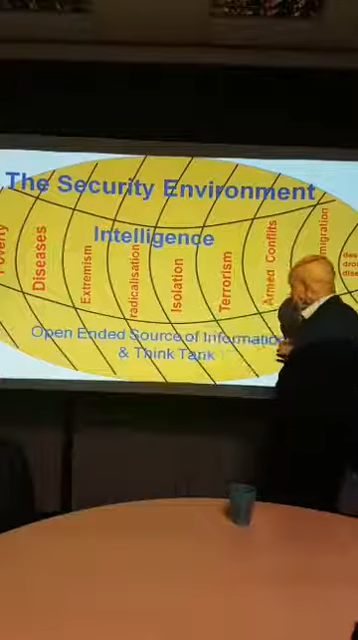 The Security Environment
Intelligence
Poverty
Diseases
Extremism
radicalisation
Isolation
Terrorism
Armed Conflicts
Open Ended Source of Information
& Think Tank